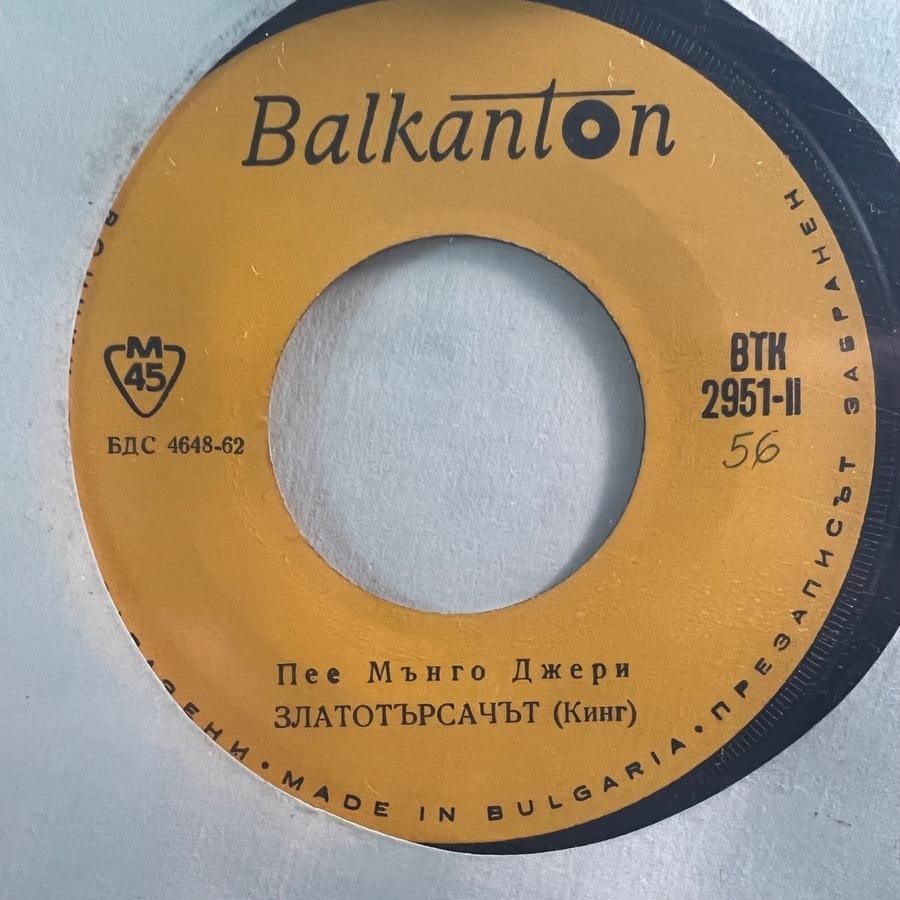 Balkanton
M
45
БДС 4648-62
ВТК
2951-II
56
Пее Мънго Джери
ЗЛАТОТЪРСАЧЪТ (Кинг)
• MADE IN BULGARIA • ПРЕЗАПИСЪТ ЗАБРАНЕН